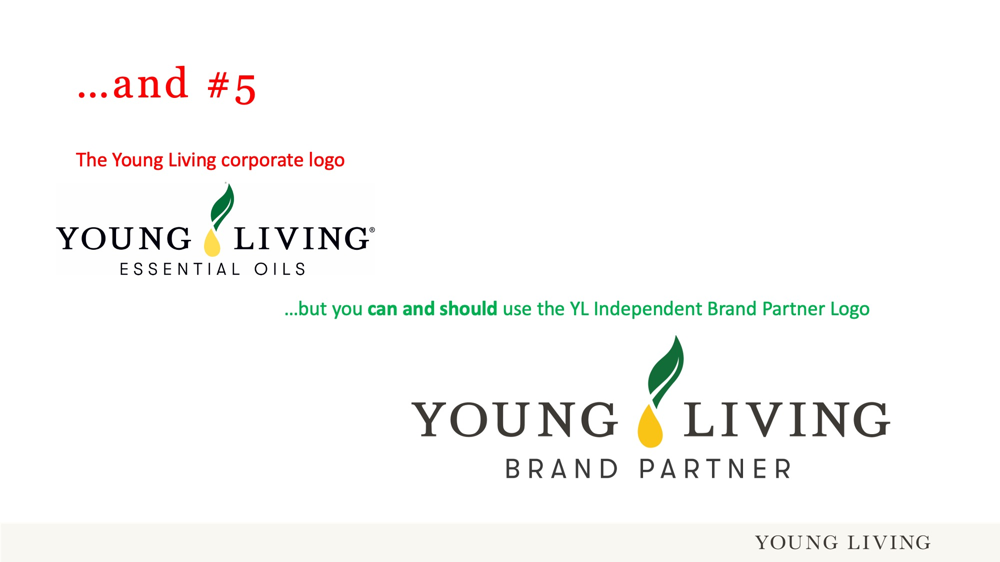 ...and #5
The Young Living corporate logo
YOUNG LIVING®
ESSENTIAL OILS
...but you can and should use the YL Independent Brand Partner Logo
YOUNG LIVING
BRAND PARTNER
YOUNG LIVING